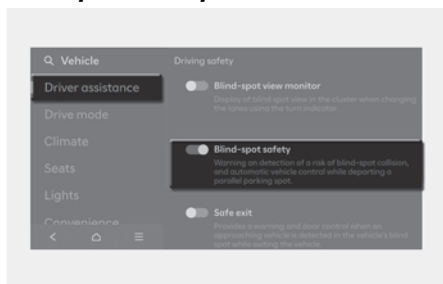 Vehicle
Driving safety
Driver assistance
Blind-spot view monitor
Display of blind spot view in the cluster when changing
the lanes using the turn indicator.
Drive mode
Climate
Blind-spot safety
Warning on detection of a risk of blind-spot collision,
and automatic vehicle control while departing a
parallel parking spot.
Seats
Lights
Safe exit
Provides a warning and door control when an
approaching vehicle is detected in the vehicle's blind
spot while exiting the vehicle.
Convenience